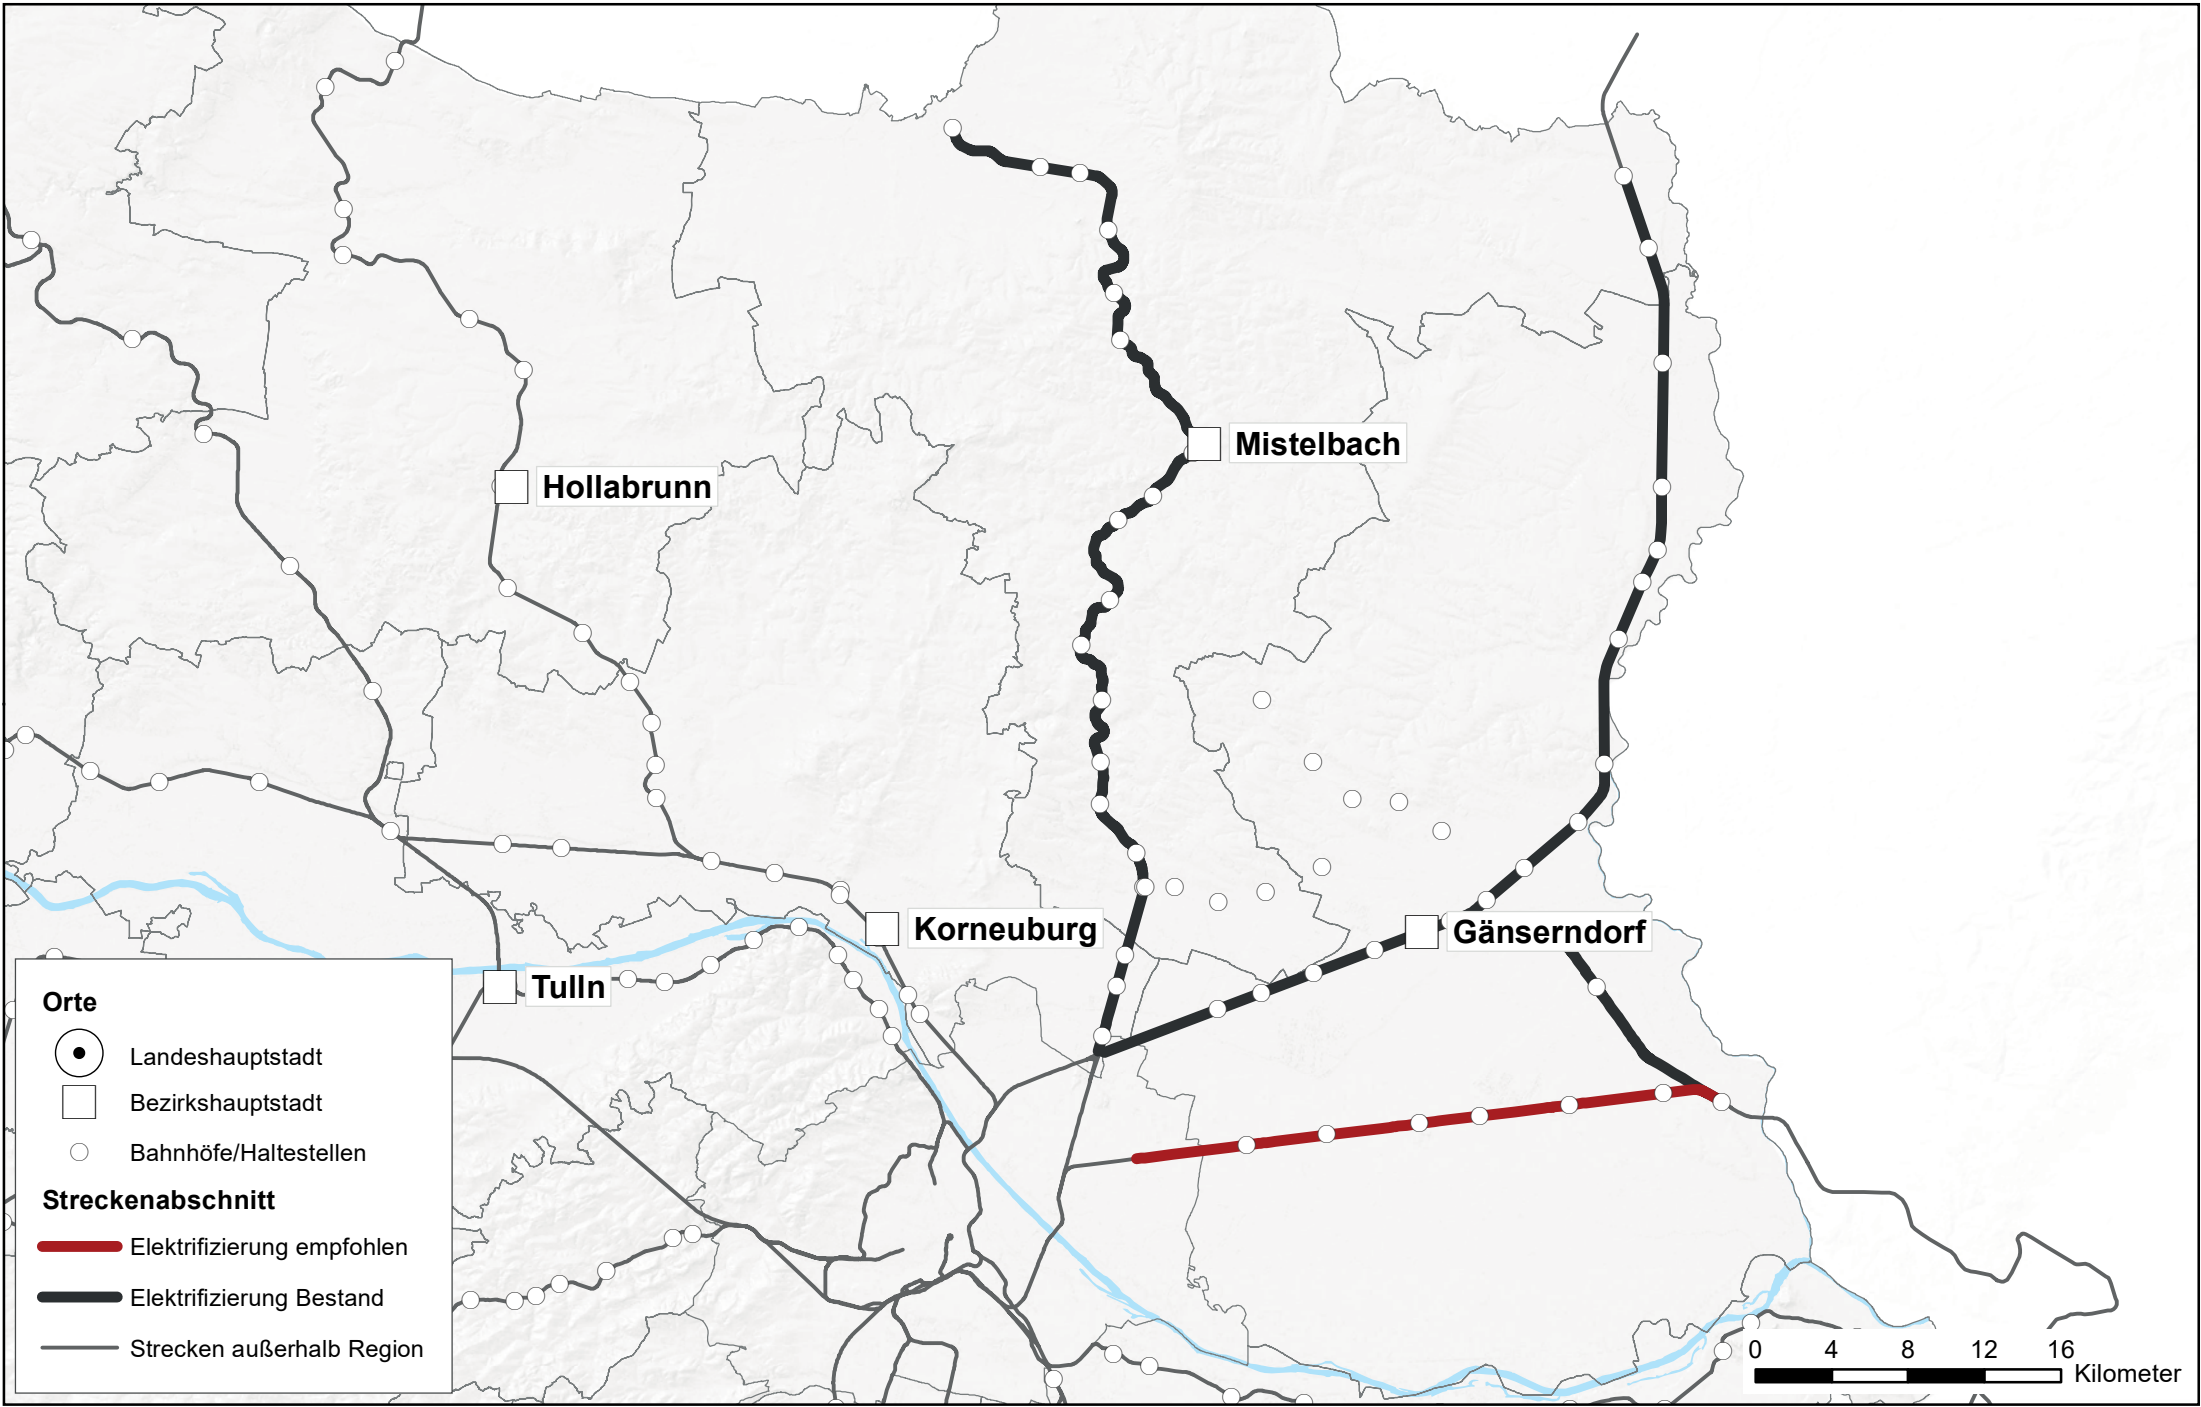 Mistelbach
Hollabrunn
Korneuburg
Gänserndorf
Tulln
Orte
Landeshauptstadt
Bezirkshauptstadt
Bahnhöfe/Haltestellen
Streckenabschnitt
Elektrifizierung empfohlen
Elektrifizierung Bestand
Strecken außerhalb Region
0 4 8 12 16
Kilometer